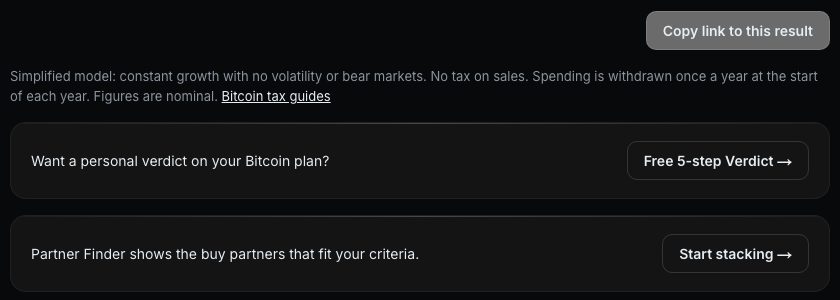 Copy link to this result
Simplified model: constant growth with no volatility or bear markets. No tax on sales. Spending is withdrawn once a year at the start
of each year. Figures are nominal. Bitcoin tax guides
Want a personal verdict on your Bitcoin plan?
Free 5-step Verdict →
Partner Finder shows the buy partners that fit your criteria.
Start stacking →